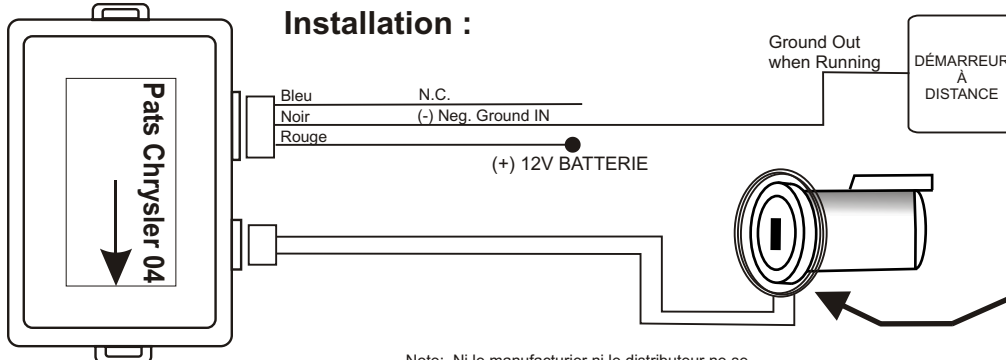 Installation :
Ground Out
when Running
DÉMARREUR
À
DISTANCE
Pats Chrysler 04
Bleu N.C.
Noir (-) Neg. Ground IN
Rouge
(+) 12V BATTERIE
Note: Ni le manufacturier ni le distributeur ne se